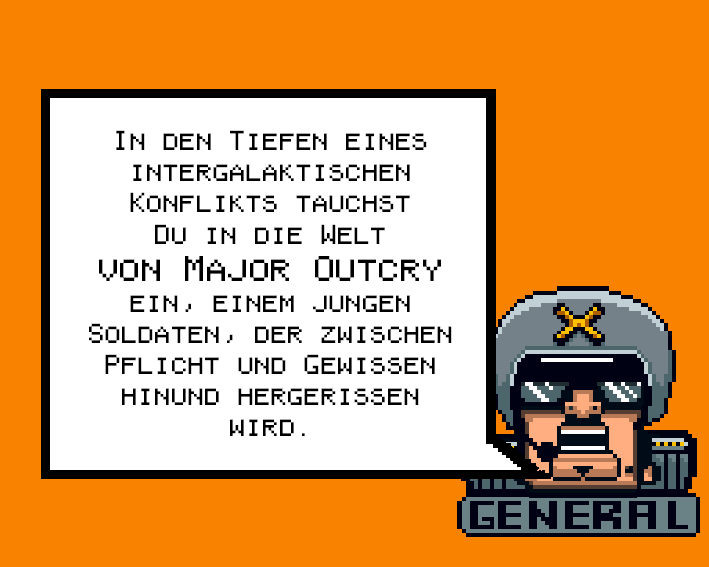 In den Tiefen eines
intergalaktischen
Konflikts tauchst
Du in die Welt
von Major Outcry
ein, einem jungen
Soldaten, der zwischen
Pflicht und Gewissen
hinund hergerissen
wird.
GENERAL